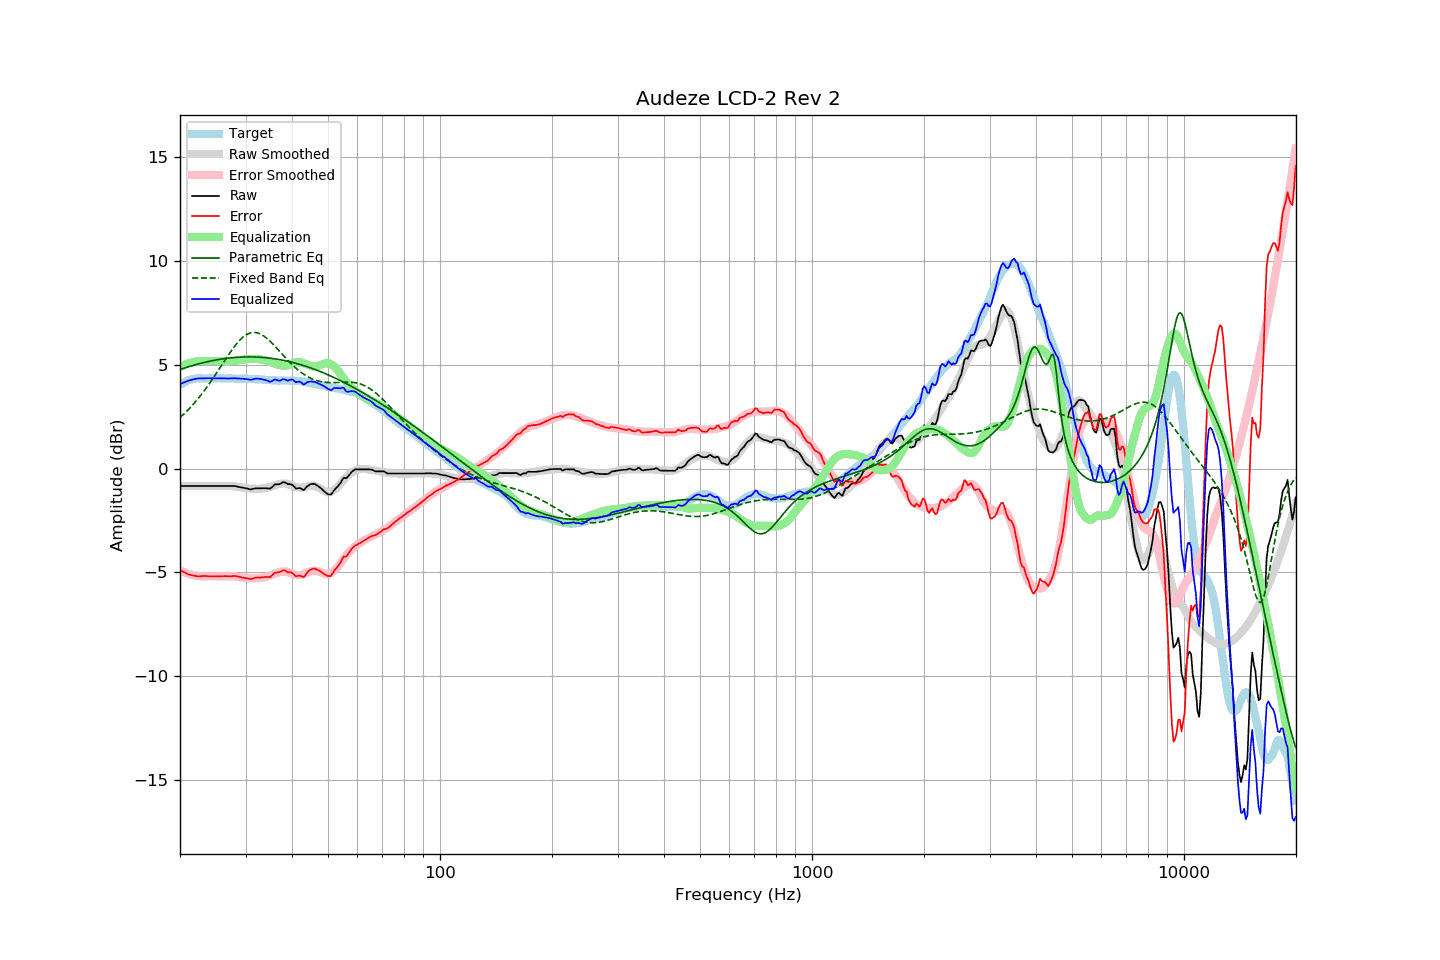 Audeze LCD-2 Rev 2
Target
Raw Smoothed
Error Smoothed
Raw
Error
Equalization
Parametric Eq
Fixed Band Eq
Equalized
15
10
5
0
−5
−10
−15
Amplitude (dBr)
100
1000
10000
Frequency (Hz)